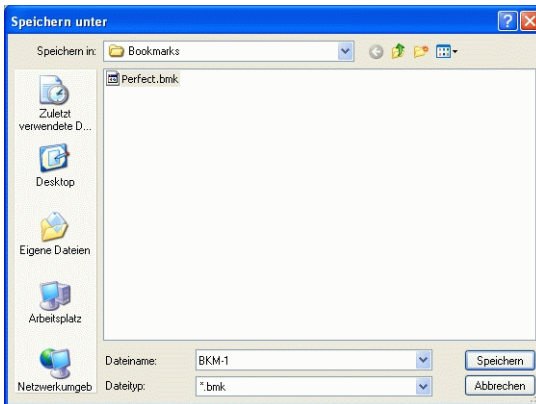 Speichern unter
Speichern in: Bookmarks
Perfect.bmk
Zuletzt
verwendete D...
Desktop
Eigene Dateien
Arbeitsplatz
Netzwerkumgeb
Dateiname: BKM-1 Speichern
Dateityp: *.bmk Abbrechen